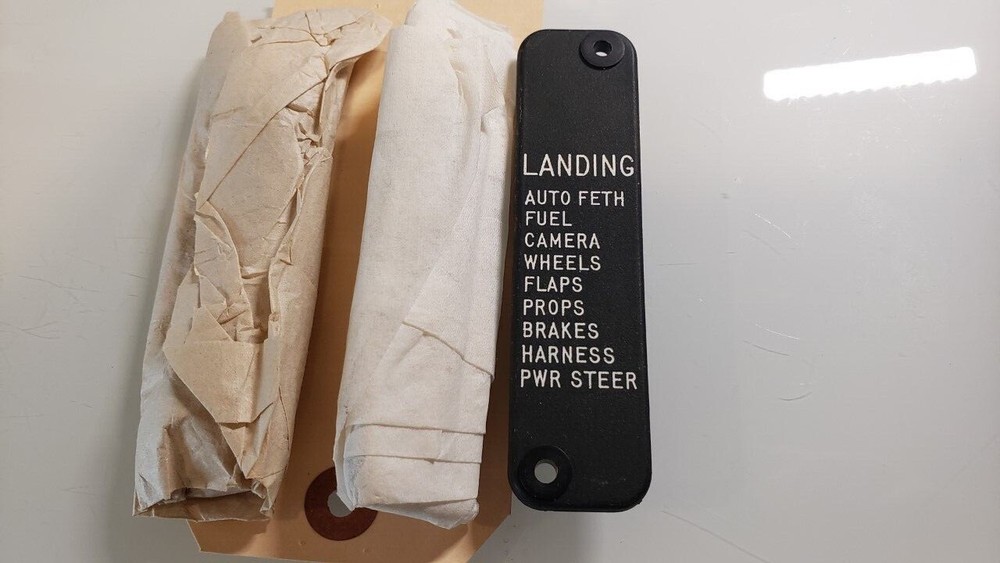 LANDING
AUTO FETH
FUEL
CAMERA
WHEELS
FLAPS
PROPS
BRAKES
HARNESS
PWR STEER